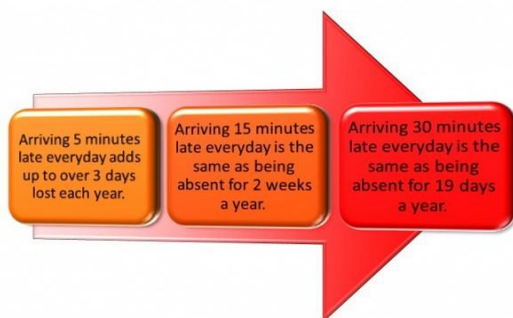 Arriving 5 minutes
late everyday adds
up to over 3 days
lost each year.
Arriving 15 minutes
late everyday is the
same as being
absent for 2 weeks
a year.
Arriving 30 minutes
late everyday is the
same as being
absent for 19 days
a year.